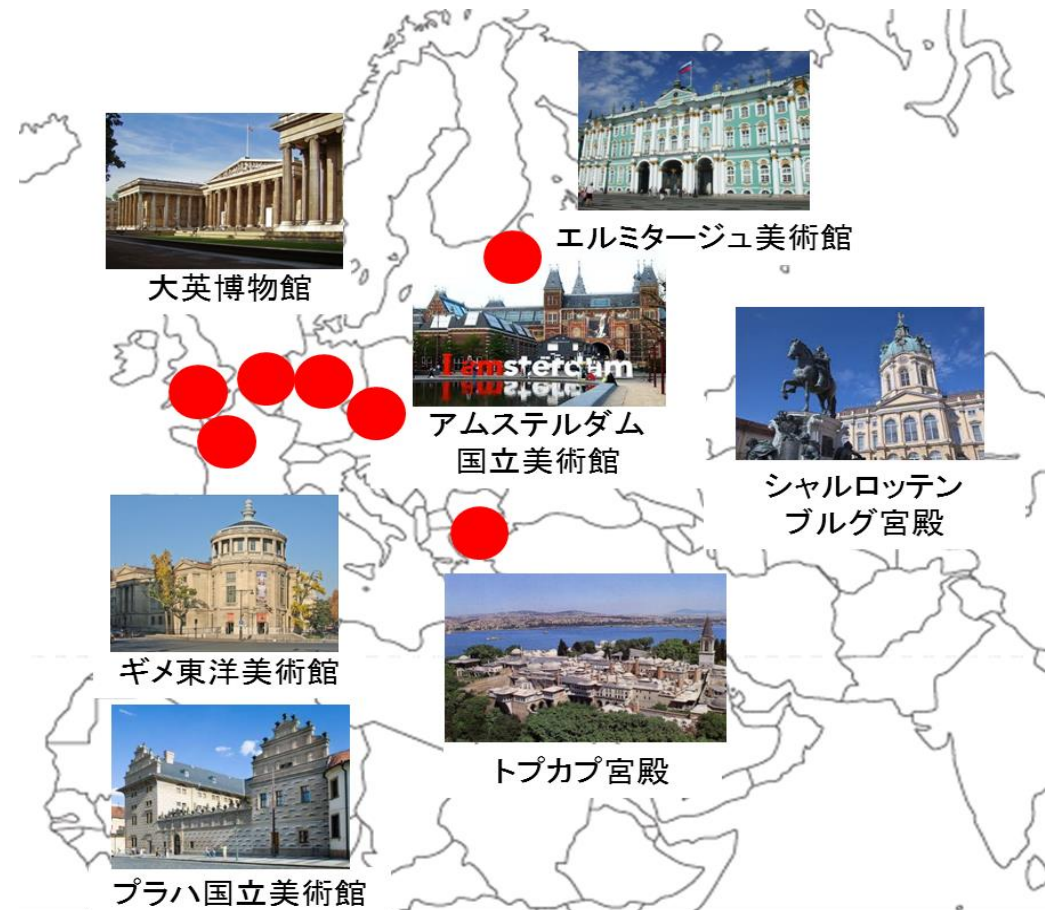 エルミタージュ美術館
大英博物館
I amsterdam
アムステルダム
国立美術館
シャルロッテン
ブルグ宮殿
ギメ東洋美術館
トプカプ宮殿
プラハ国立美術館